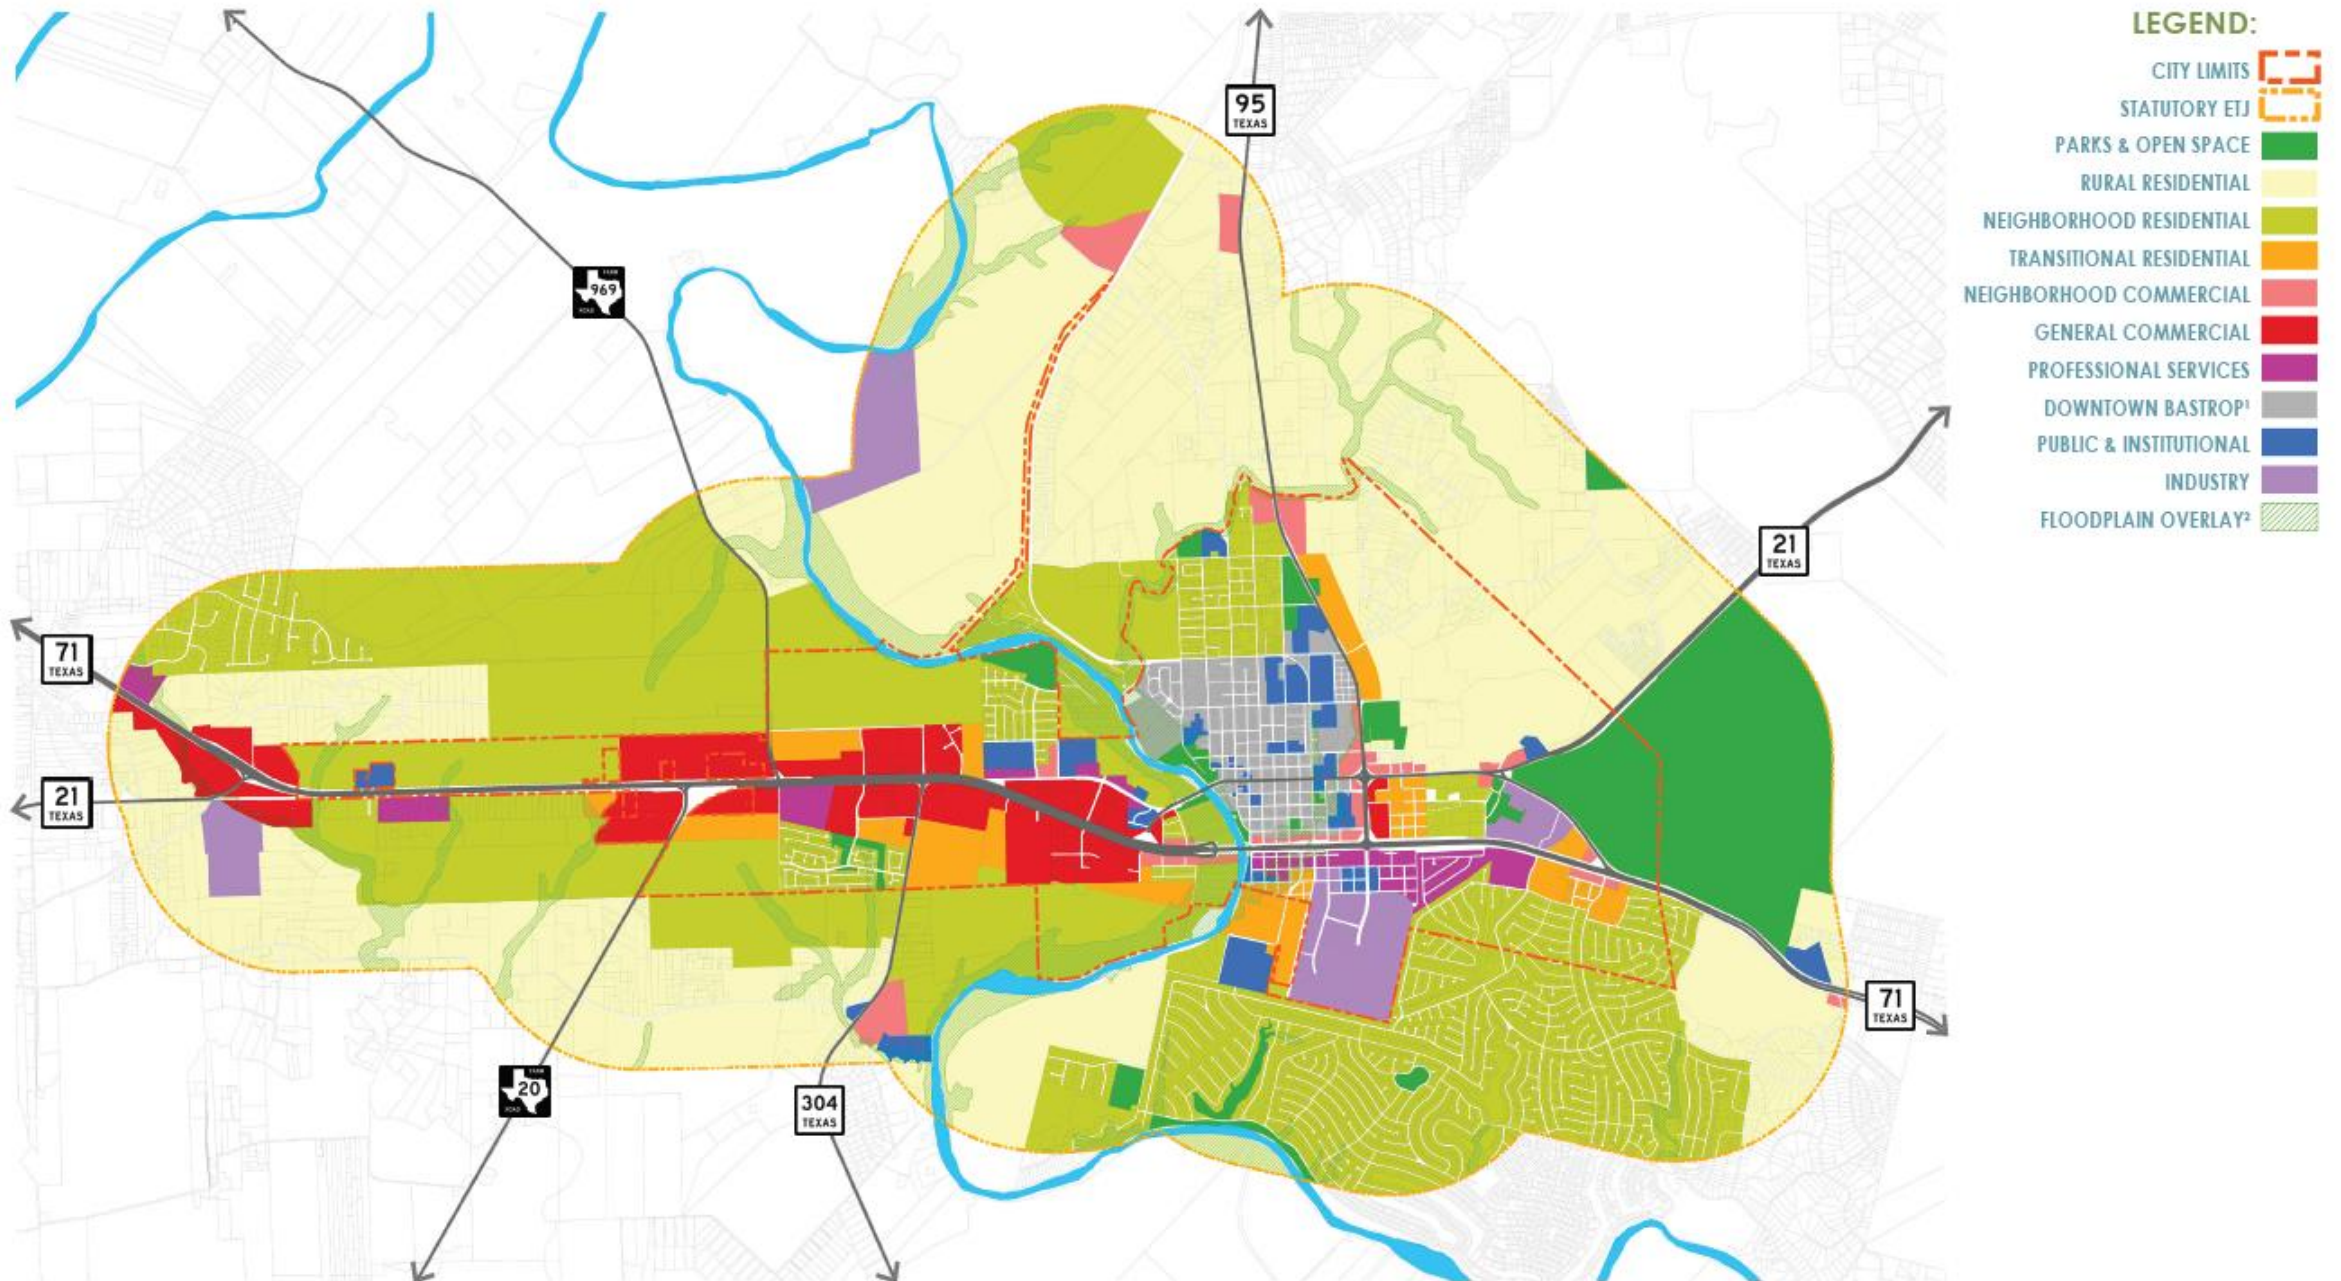 LEGEND:
CITY LIMITS
STATUTORY ETJ
PARKS & OPEN SPACE
RURAL RESIDENTIAL
NEIGHBORHOOD RESIDENTIAL
TRANSITIONAL RESIDENTIAL
NEIGHBORHOOD COMMERCIAL
GENERAL COMMERCIAL
PROFESSIONAL SERVICES
DOWNTOWN BASTROP¹
PUBLIC & INSTITUTIONAL
INDUSTRY
FLOODPLAIN OVERLAY²
95
TEXAS
969
21
TEXAS
71
TEXAS
21
TEXAS
71
TEXAS
20
304
TEXAS